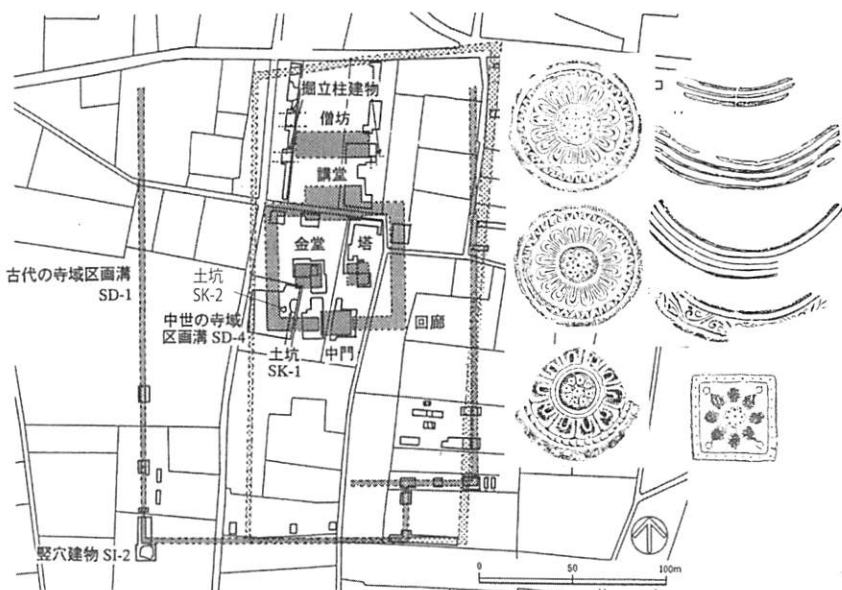 掘立柱建物
僧坊
講堂
金堂
塔
古代の寺域区画溝
SD-1
土坑
SK-2
中世の寺域
区画溝 SD-4
回廊
土坑
SK-1
中門
竪穴建物 SI-2
0
50
100m